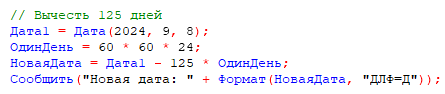 // Вычесть 125 дней
Дата1 = Дата(2024, 9, 8);
ОдинДень = 60 * 60 * 24;
НоваяДата = Дата1 - 125 * ОдинДень;
Сообщить("Новая дата: " + Формат(НоваяДата, "ДЛФ=Д"));